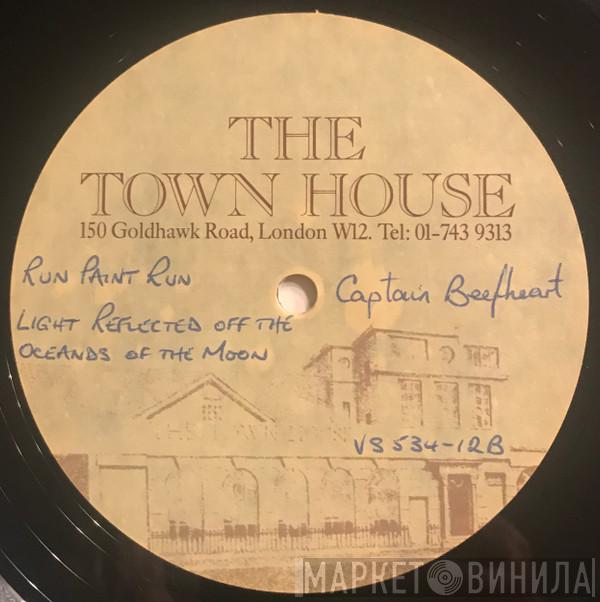 THE
TOWN HOUSE
150 Goldhawk Road, London W12. Tel: 01-743 9313
RUN PAINT RUN
Captain Beefheart
LIGHT REFLECTED OFF THE
OCEANDS OF THE MOON
VS 534-12B
МАРКЕТ ВИНИЛА